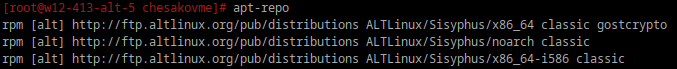 [root@w12-413-alt-5 chesakovme]# apt-repo
rpm [alt] http://ftp.altlinux.org/pub/distributions ALTLinux/Sisyphus/x86_64 classic gostcrypto
rpm [alt] http://ftp.altlinux.org/pub/distributions ALTLinux/Sisyphus/noarch classic
rpm [alt] http://ftp.altlinux.org/pub/distributions ALTLinux/Sisyphus/x86_64-i586 classic